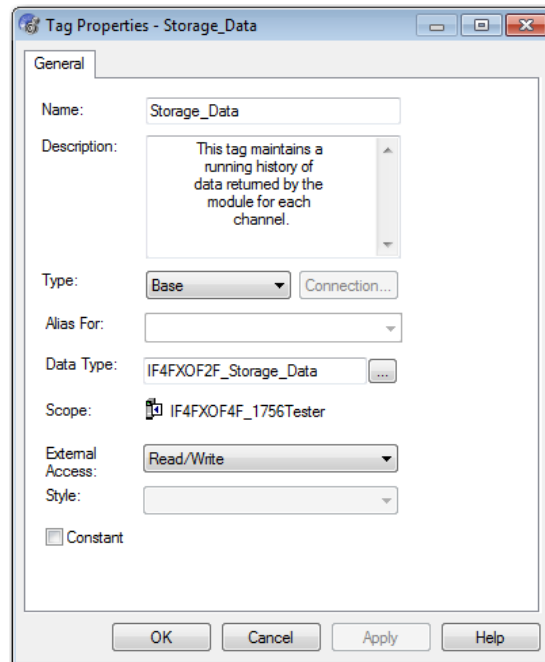 Tag Properties - Storage_Data
General
Name: Storage_Data
Description: This tag maintains a
running history of
data returned by the
module for each
channel.
Type: Base Connection...
Alias For:
Data Type: IF4FXOF2F_Storage_Data ...
Scope: IF4FXOF4F_1756Tester
External
Access: Read/Write
Style:
Constant
OK Cancel Apply Help